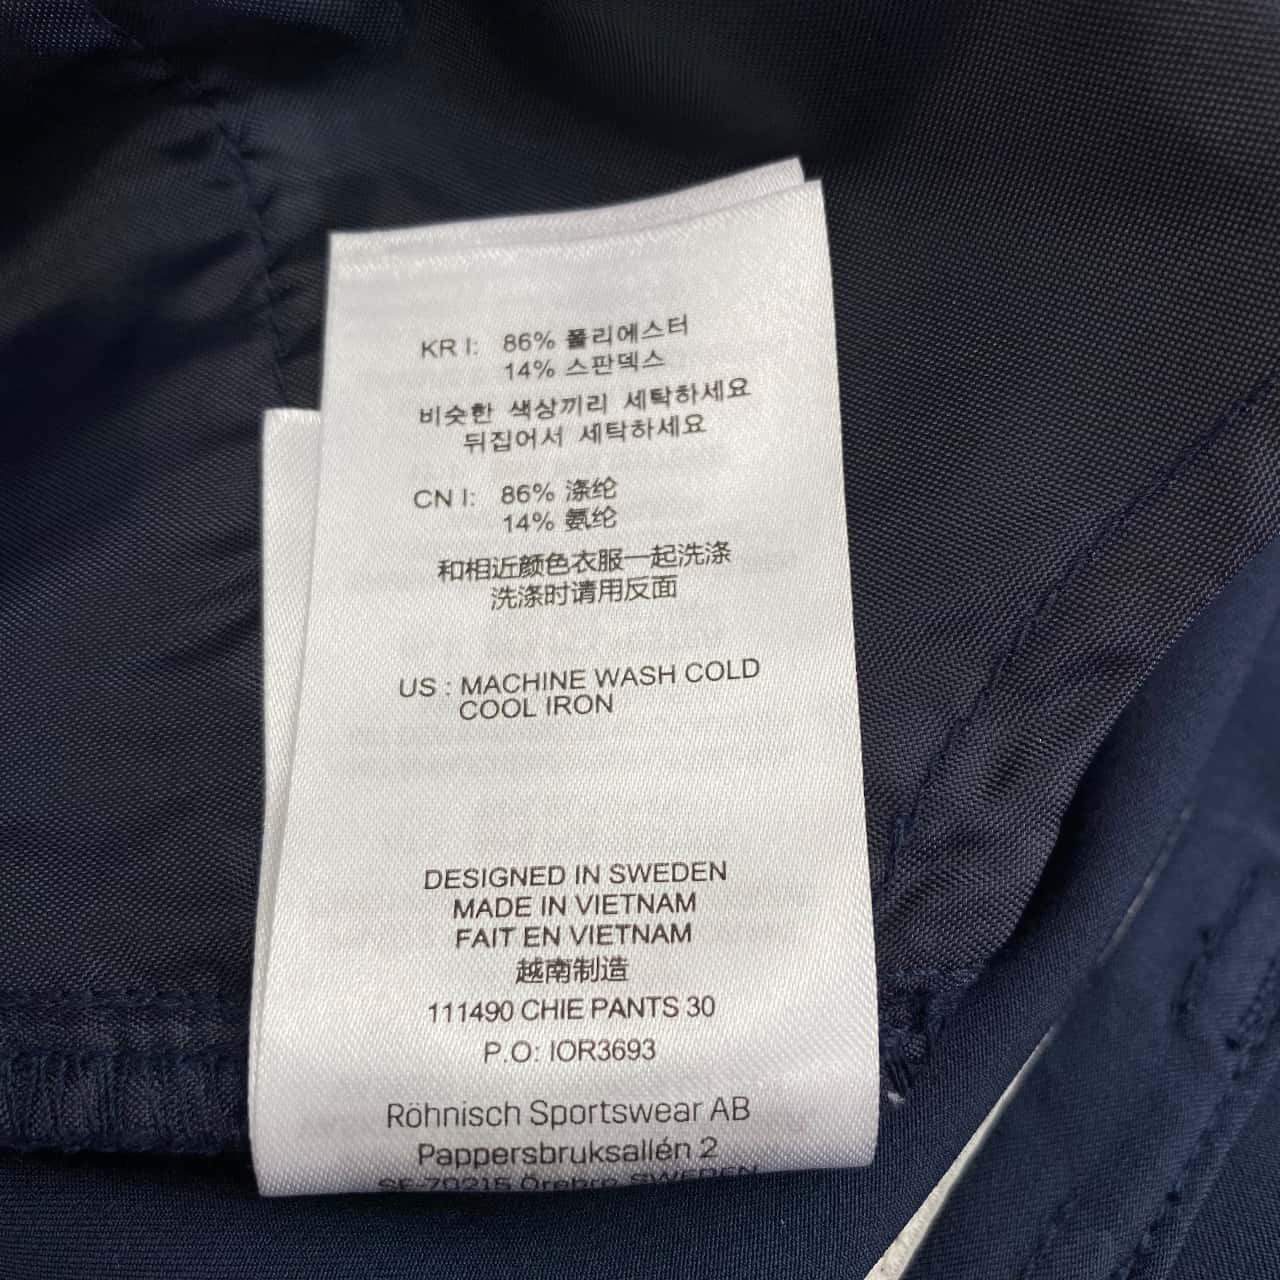 KR I: 86% 폴리에스터
14% 스판덱스
비슷한 색상끼리 세탁하세요
뒤집어서 세탁하세요
CN I: 86% 涤纶
14% 氨纶
和相近颜色衣服一起洗涤
洗涤时请用反面
US : MACHINE WASH COLD
COOL IRON
DESIGNED IN SWEDEN
MADE IN VIETNAM
FAIT EN VIETNAM
越南制造
111490 CHIE PANTS 30
P.O: IOR3693
Röhnisch Sportswear AB
Pappersbruksallén 2
SE-70215 Örebro, SWEDEN